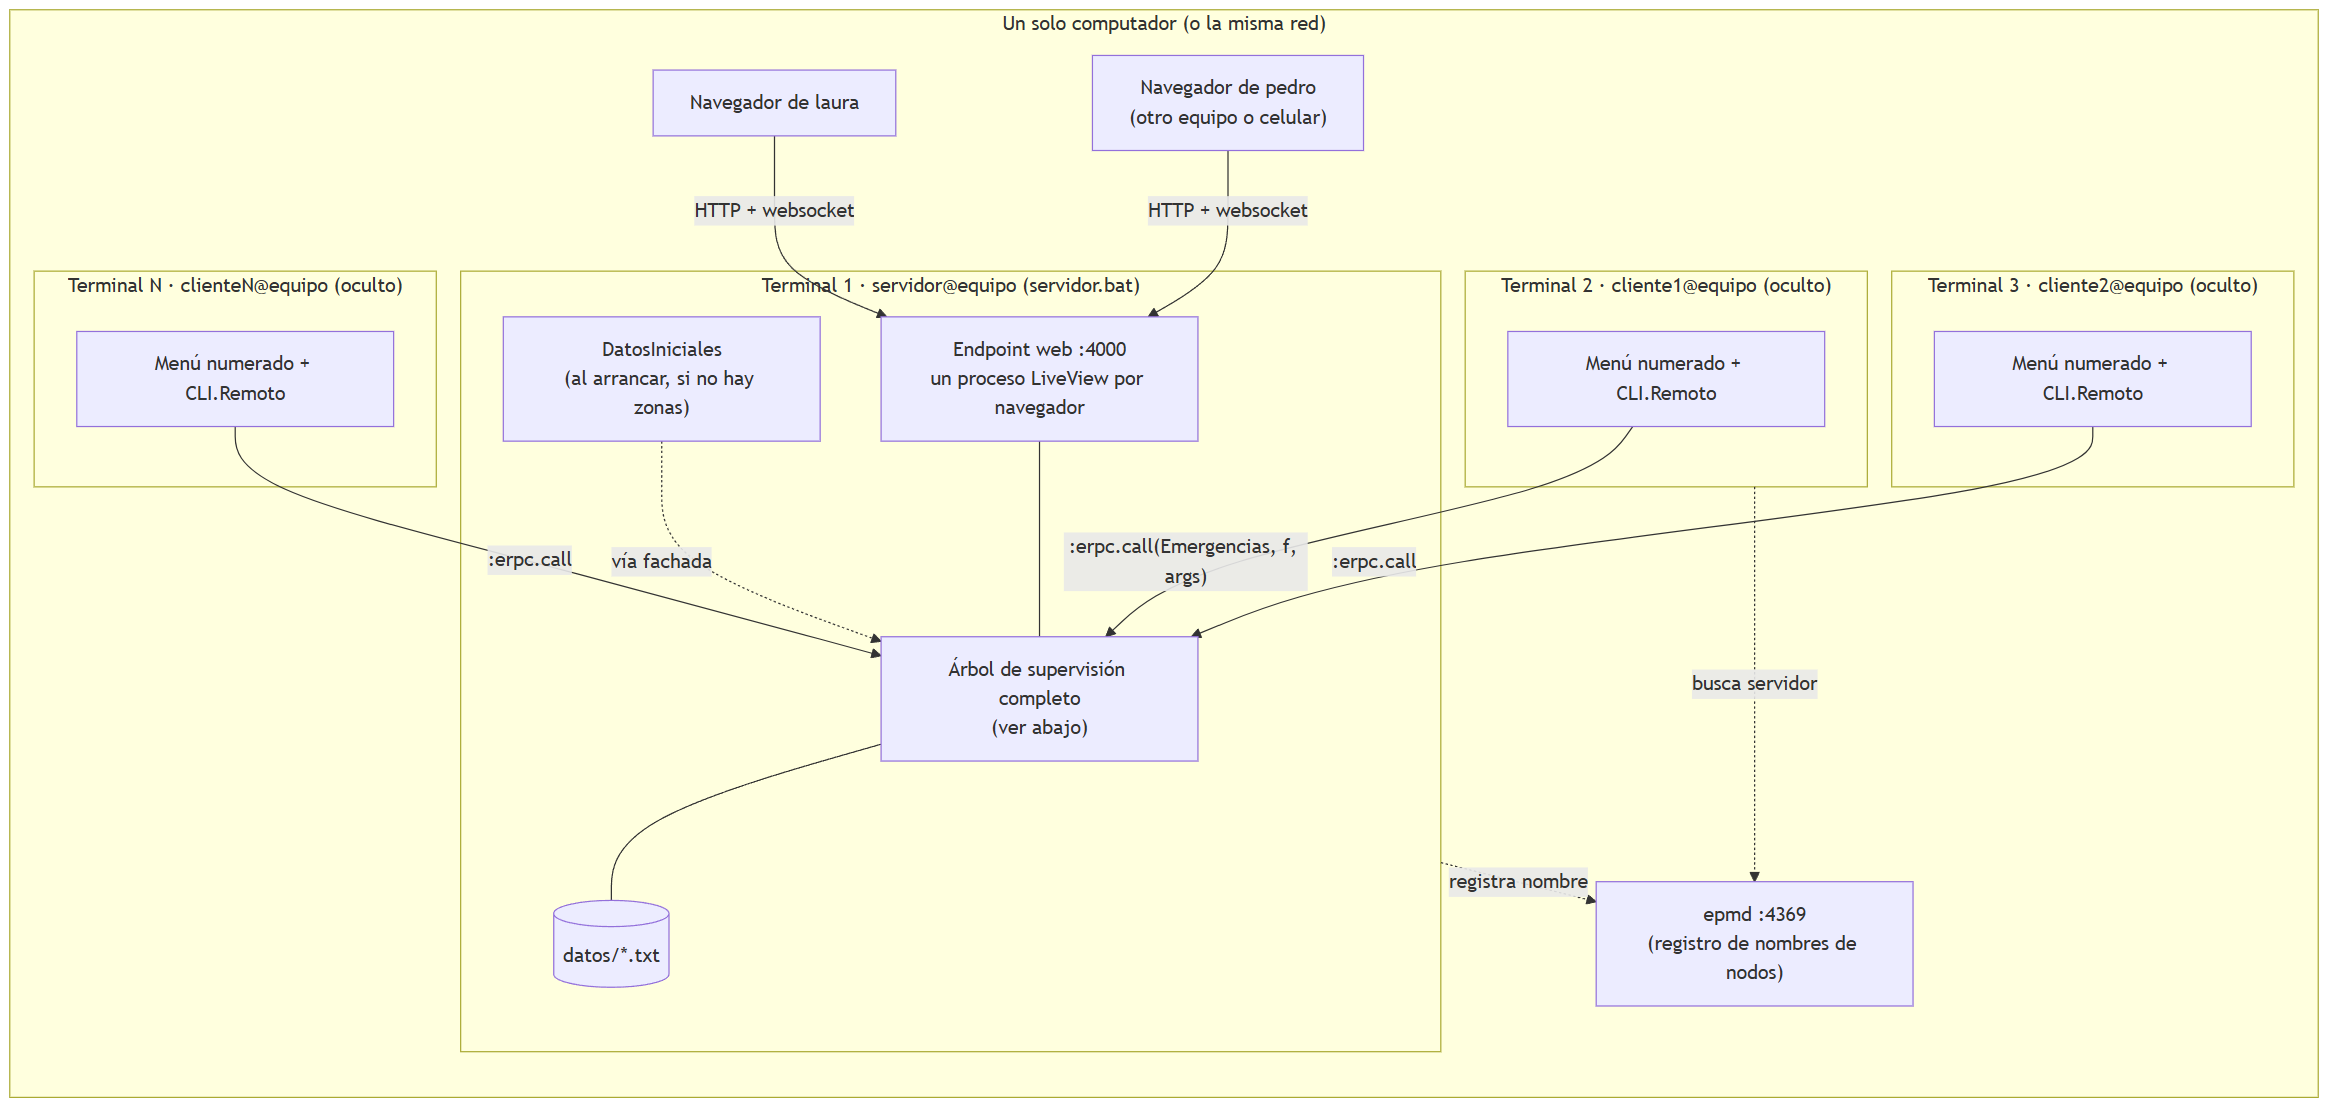 Un solo computador (o la misma red)
Navegador de laura
Navegador de pedro
(otro equipo o celular)
HTTP + websocket
HTTP + websocket
Terminal N · clienteN@equipo (oculto)
Terminal 1 · servidor@equipo (servidor.bat)
Terminal 2 · cliente1@equipo (oculto)
Terminal 3 · cliente2@equipo (oculto)
Menú numerado +
CLI.Remoto
DatosIniciales
(al arrancar, si no hay
zonas)
Endpoint web :4000
un proceso LiveView por
navegador
Menú numerado +
CLI.Remoto
Menú numerado +
CLI.Remoto
:erpc.call
vía fachada
:erpc.call(Emergencias, f,
args)
:erpc.call
Árbol de supervisión
completo
(ver abajo)
busca servidor
registra nombre
datos/*.txt
epmd :4369
(registro de nombres de
nodos)